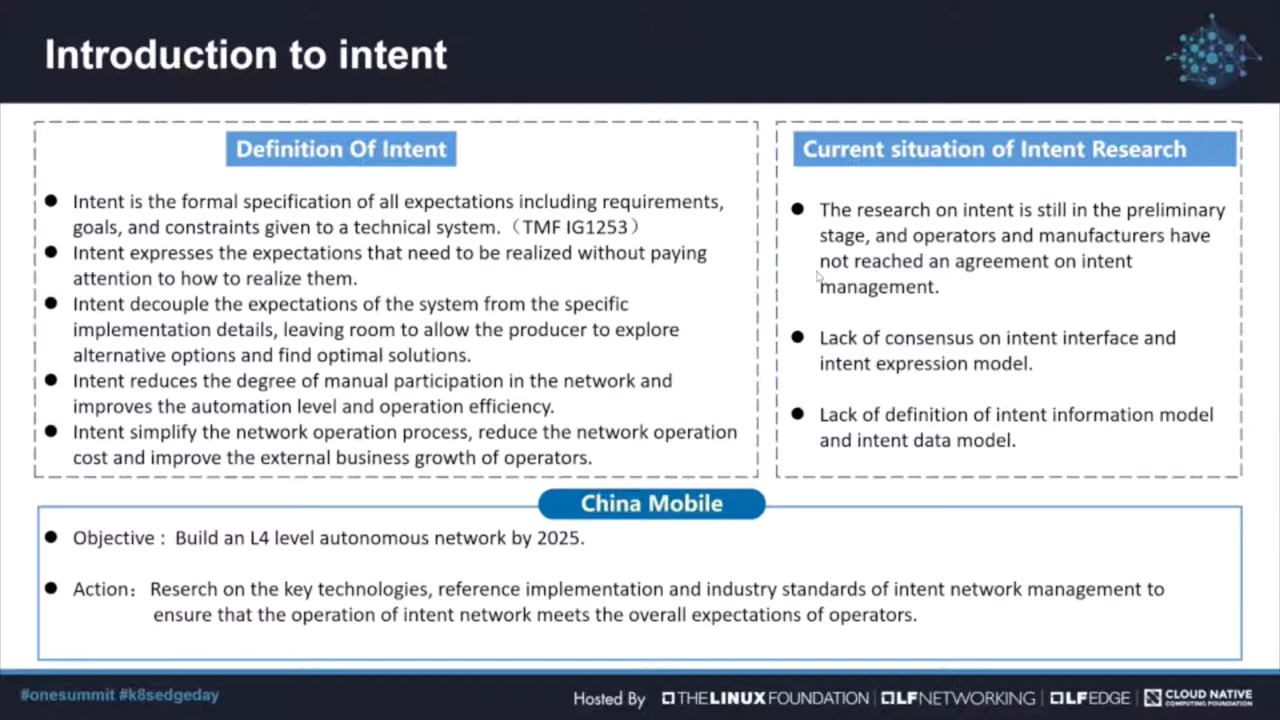 Introduction to intent
Definition Of Intent
● Intent is the formal specification of all expectations including requirements,
goals, and constraints given to a technical system.（TMF IG1253）
● Intent expresses the expectations that need to be realized without paying
attention to how to realize them.
● Intent decouple the expectations of the system from the specific
implementation details, leaving room to allow the producer to explore
alternative options and find optimal solutions.
● Intent reduces the degree of manual participation in the network and
improves the automation level and operation efficiency.
● Intent simplify the network operation process, reduce the network operation
cost and improve the external business growth of operators.
Current situation of Intent Research
● The research on intent is still in the preliminary
stage, and operators and manufacturers have
not reached an agreement on intent
management.
● Lack of consensus on intent interface and
intent expression model.
● Lack of definition of intent information model
and intent data model.
China Mobile
● Objective : Build an L4 level autonomous network by 2025.
● Action： Reserch on the key technologies, reference implementation and industry standards of intent network management to
ensure that the operation of intent network meets the overall expectations of operators.
#onesummit #k8sedgeday
Hosted By THE LINUX FOUNDATION | LF NETWORKING | LF EDGE | CLOUD NATIVE
COMPUTING FOUNDATION